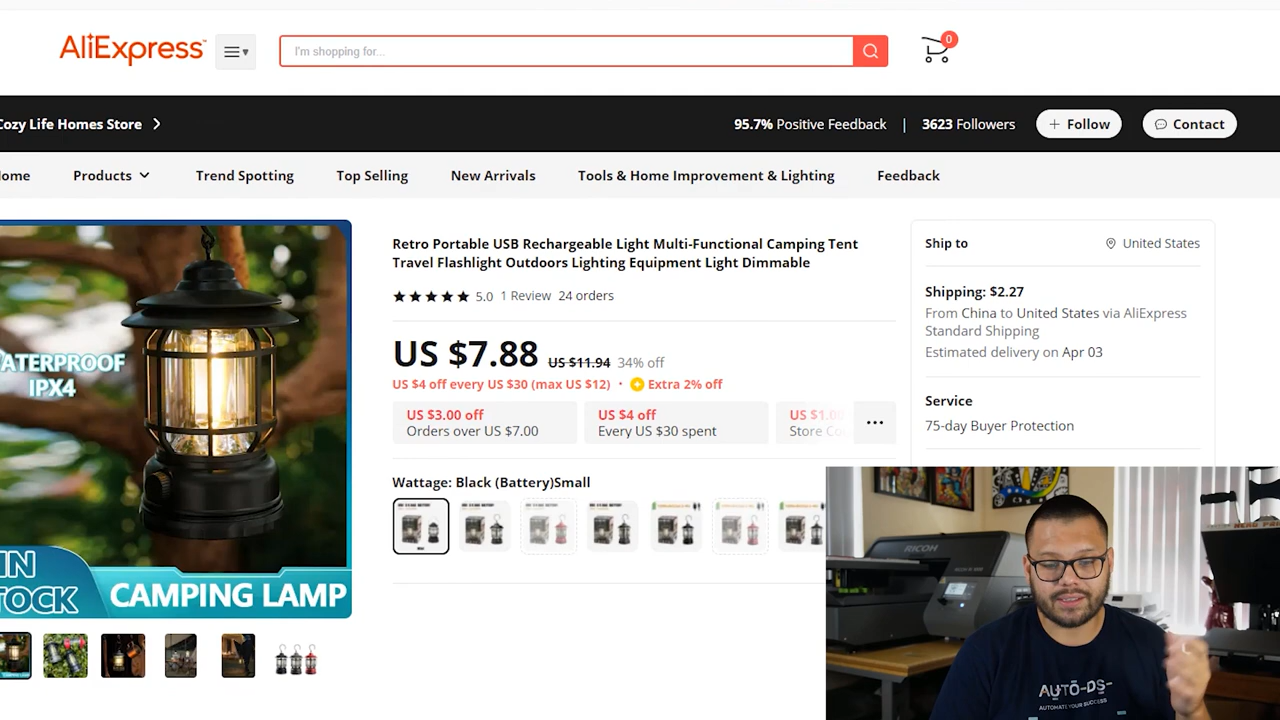 AliExpress
I'm shopping for...
0
Cozy Life Homes Store
95.7% Positive Feedback | 3623 Followers
+ Follow
Contact
Products
Trend Spotting
Top Selling
New Arrivals
Tools & Home Improvement & Lighting
Feedback
IPX4
CAMPING LAMP
Retro Portable USB Rechargeable Light Multi-Functional Camping Tent
Travel Flashlight Outdoors Lighting Equipment Light Dimmable
5.0 1 Review 24 orders
US $7.88 US $11.94 34% off
US $4 off every US $30 (max US $12) · Extra 2% off
US $3.00 off
Orders over US $7.00
US $4 off
Every US $30 spent
Wattage: Black (Battery)Small
Ship to
United States
Shipping: $2.27
From China to United States via AliExpress
Standard Shipping
Estimated delivery on Apr 03
Service
75-day Buyer Protection
RICOH
AUTO-DS-
AUTOMATE YOUR SUCCESS